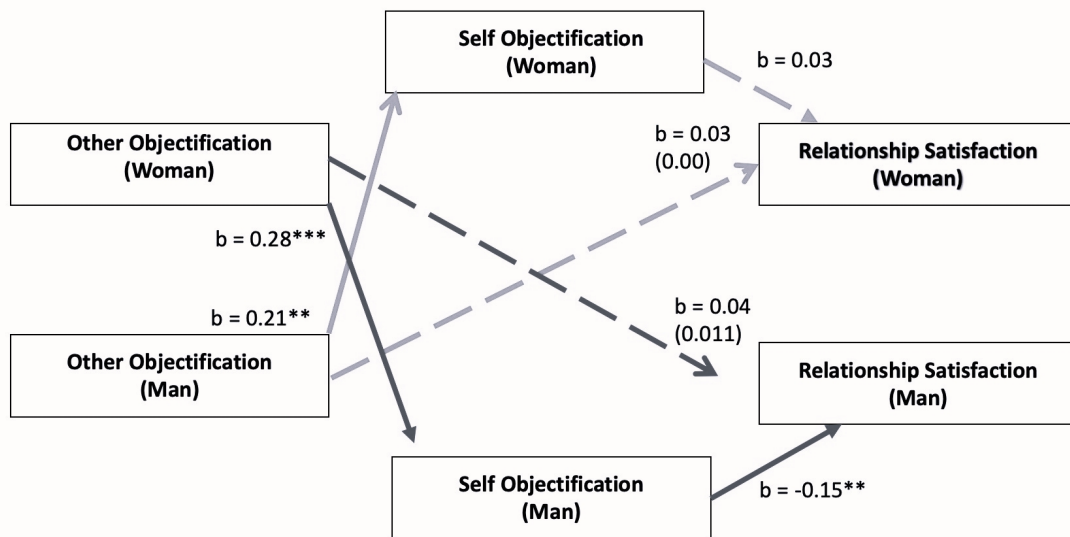 Self Objectification
(Woman)
b = 0.03
Other Objectification
(Woman)
b = 0.03
(0.00)
Relationship Satisfaction
(Woman)
b = 0.28***
b = 0.21**
b = 0.04
(0.011)
Other Objectification
(Man)
Relationship Satisfaction
(Man)
Self Objectification
(Man)
b = -0.15**